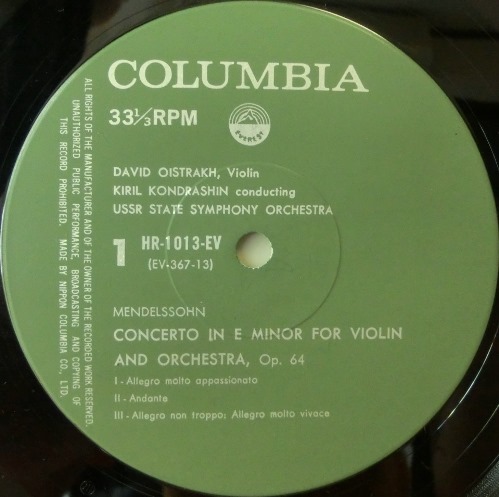 COLUMBIA
33⅓RPM
EVEREST
DAVID OISTRAKH, Violin
KIRIL KONDRASHIN conducting
USSR STATE SYMPHONY ORCHESTRA
1 HR-1013-EV
(EV-367-13)
MENDELSSOHN
CONCERTO IN E MINOR FOR VIOLIN
AND ORCHESTRA, Op. 64
I - Allegro molto appassionato
II - Andante
III - Allegro non troppo; Allegro molto vivace
ALL RIGHTS OF THE MANUFACTURER AND OF THE OWNER OF THE RECORDED WORK RESERVED.
UNAUTHORIZED PUBLIC PERFORMANCE, BROADCASTING AND COPYING OF
THIS RECORD PROHIBITED. MADE BY NIPPON COLUMBIA CO., LTD.